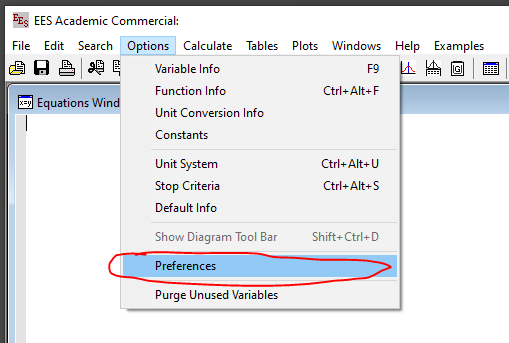 EES EES Academic Commercial:
File Edit Search Options Calculate Tables Plots Windows Help Examples
x=y Equations Wind
Variable Info F9
Function Info Ctrl+Alt+F
Unit Conversion Info
Constants
Unit System Ctrl+Alt+U
Stop Criteria Ctrl+Alt+S
Default Info
Show Diagram Tool Bar Shift+Ctrl+D
Preferences
Purge Unused Variables